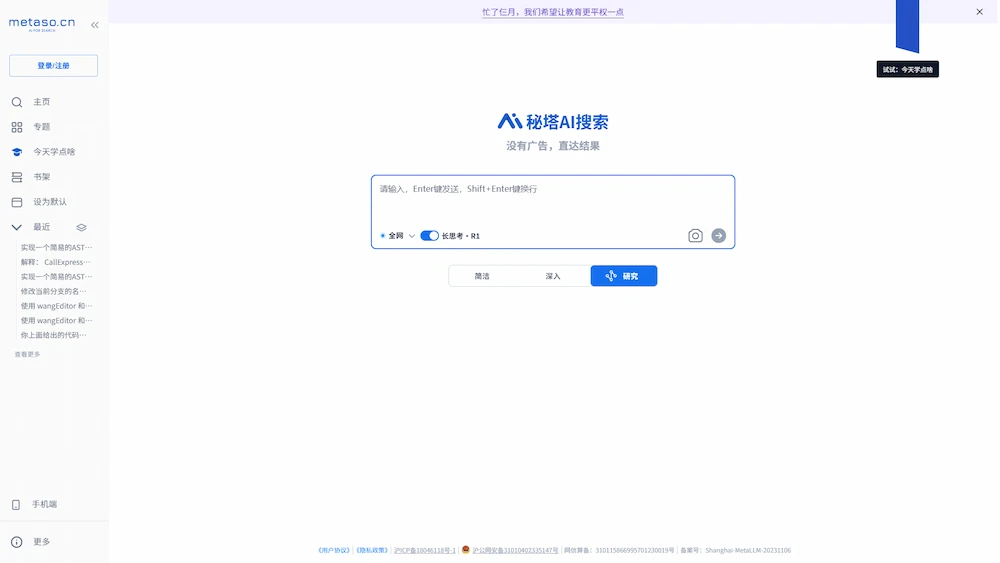 忙了仨月，我们希望让教育更平权一点
metaso.cn
AI FOR SEARCH
登录/注册
主页
专题
今天学点啥
书架
设为默认
最近
实现一个简易的AST…
解释： CallExpress…
实现一个简易的AST…
修改当前分支的名…
使用 wangEditor 和…
使用 wangEditor 和…
你上面给出的代码…
查看更多
手机端
更多
试试：今天学点啥
秘塔AI搜索
没有广告，直达结果
请输入，Enter键发送，Shift+Enter键换行
全网
长思考·R1
简洁
深入
研究
《用户协议》 | 《隐私政策》 | 沪ICP备18046118号-1 | 沪公网安备31010402335147号 | 网信算备：310115866995701230019号 | 备案号：Shanghai-MetaLLM-20231106